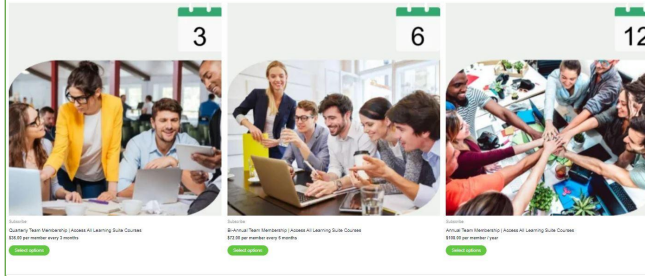 3
6
12
Subscribe
Quarterly Team Membership | Access All Learning Suite Courses
$36.00 per member every 3 months
Select options
Subscribe
Bi-Annual Team Membership | Access All Learning Suite Courses
$72.00 per member every 6 months
Select options
Subscribe
Annual Team Membership | Access All Learning Suite Courses
$108.00 per member / year
Select options